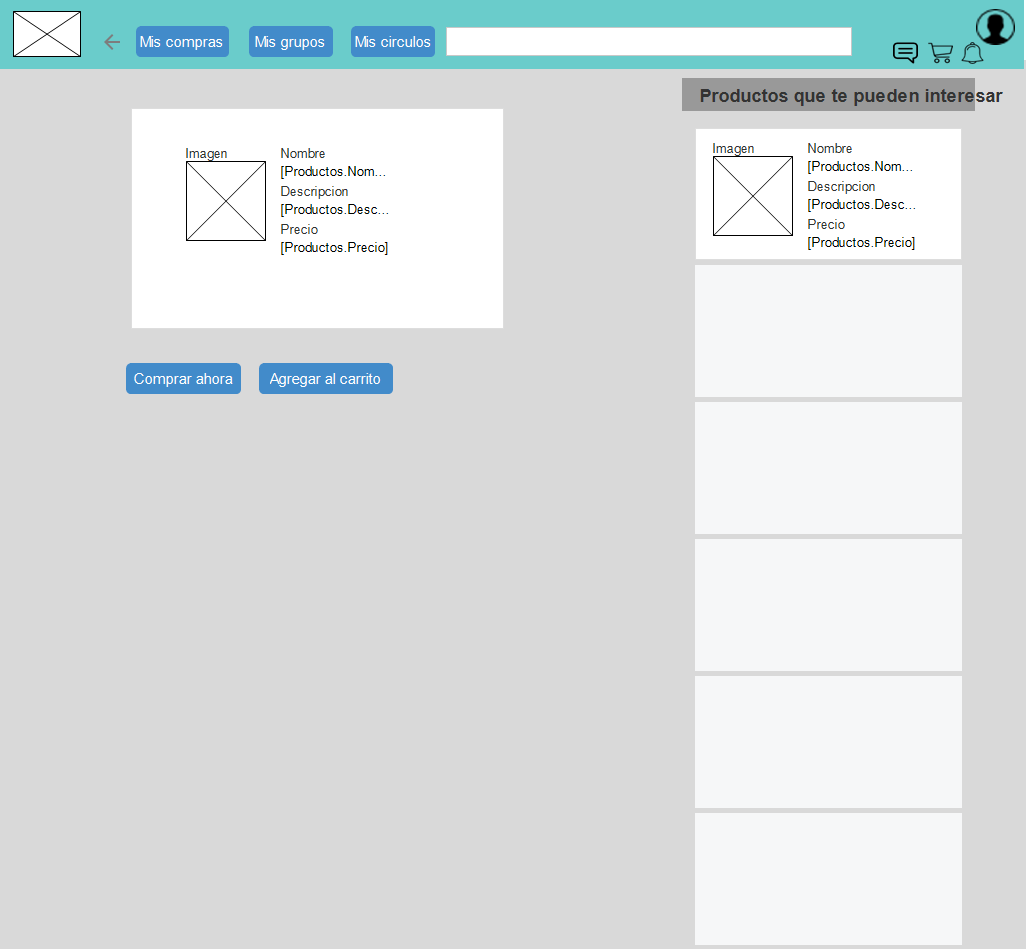 Mis compras
Mis grupos
Mis circulos
Productos que te pueden interesar
Imagen
Nombre
[Productos.Nom...
Descripcion
[Productos.Desc...
Precio
[Productos.Precio]
Comprar ahora
Agregar al carrito
Imagen
Nombre
[Productos.Nom...
Descripcion
[Productos.Desc...
Precio
[Productos.Precio]